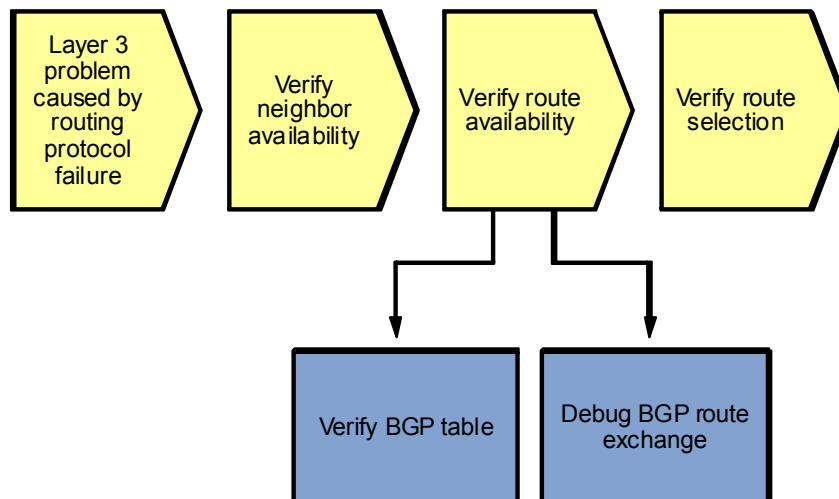 Layer 3
problem
caused by
routing
protocol
failure
Verify
neighbor
availability
Verify route
availability
Verify route
selection
Verify BGP table
Debug BGP route
exchange